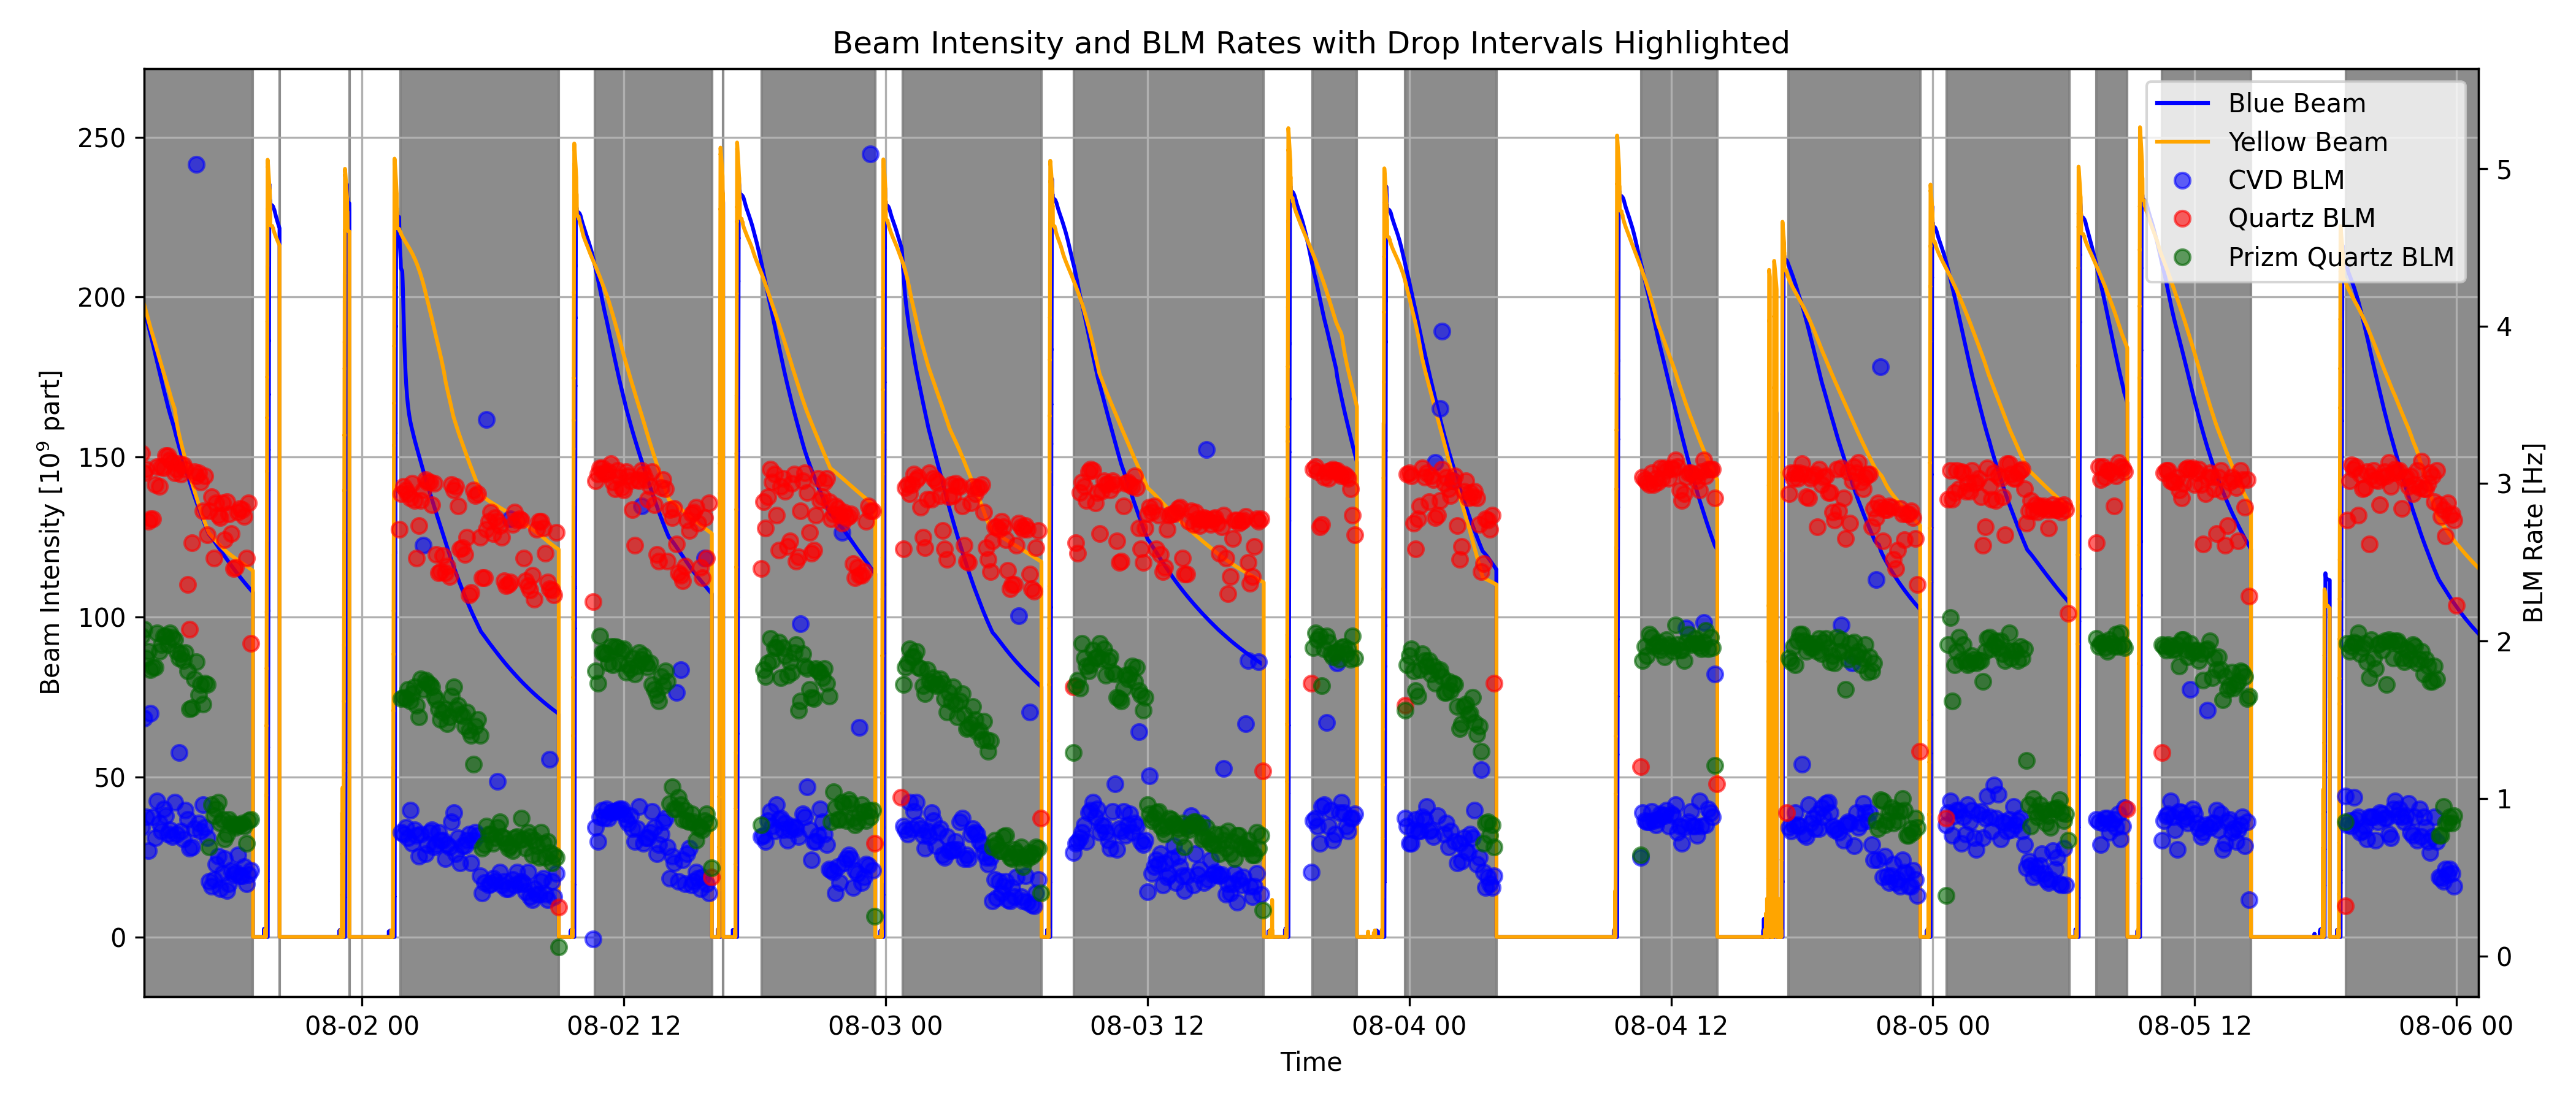 Beam Intensity and BLM Rates with Drop Intervals Highlighted
Blue Beam
Yellow Beam
CVD BLM
Quartz BLM
Prizm Quartz BLM
Beam Intensity [10⁹ part]
250
200
150
100
50
0
5
4
3
2
1
0
BLM Rate [Hz]
08-02 00
08-02 12
08-03 00
08-03 12
08-04 00
08-04 12
08-05 00
08-05 12
08-06 00
Time